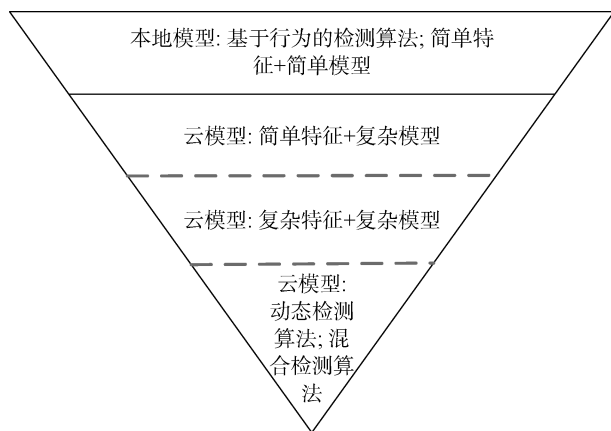 本地模型: 基于行为的检测算法; 简单特
征+简单模型
云模型: 简单特征+复杂模型
云模型: 复杂特征+复杂模型
云模型:
动态检测
算法; 混
合检测算
法